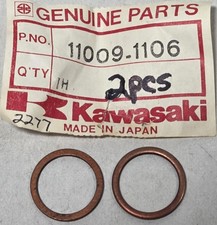 GENUINE PARTS
P.NO. 11009-1106
Q'TY 1H 2pcs
Kawasaki
2277 MADE IN JAPAN